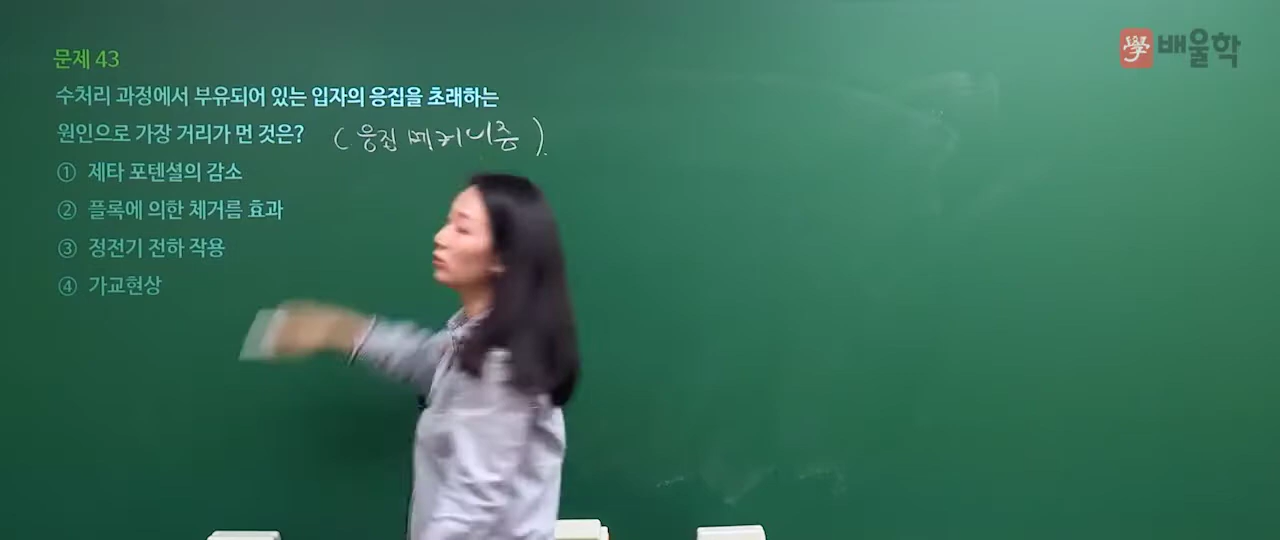 문제 43
學 배울학
수처리 과정에서 부유되어 있는 입자의 응집을 초래하는
원인으로 가장 거리가 먼 것은? (응집 메커니즘).
① 제타 포텐셜의 감소
② 플록에 의한 체거름 효과
③ 정전기 전하 작용
④ 가교현상